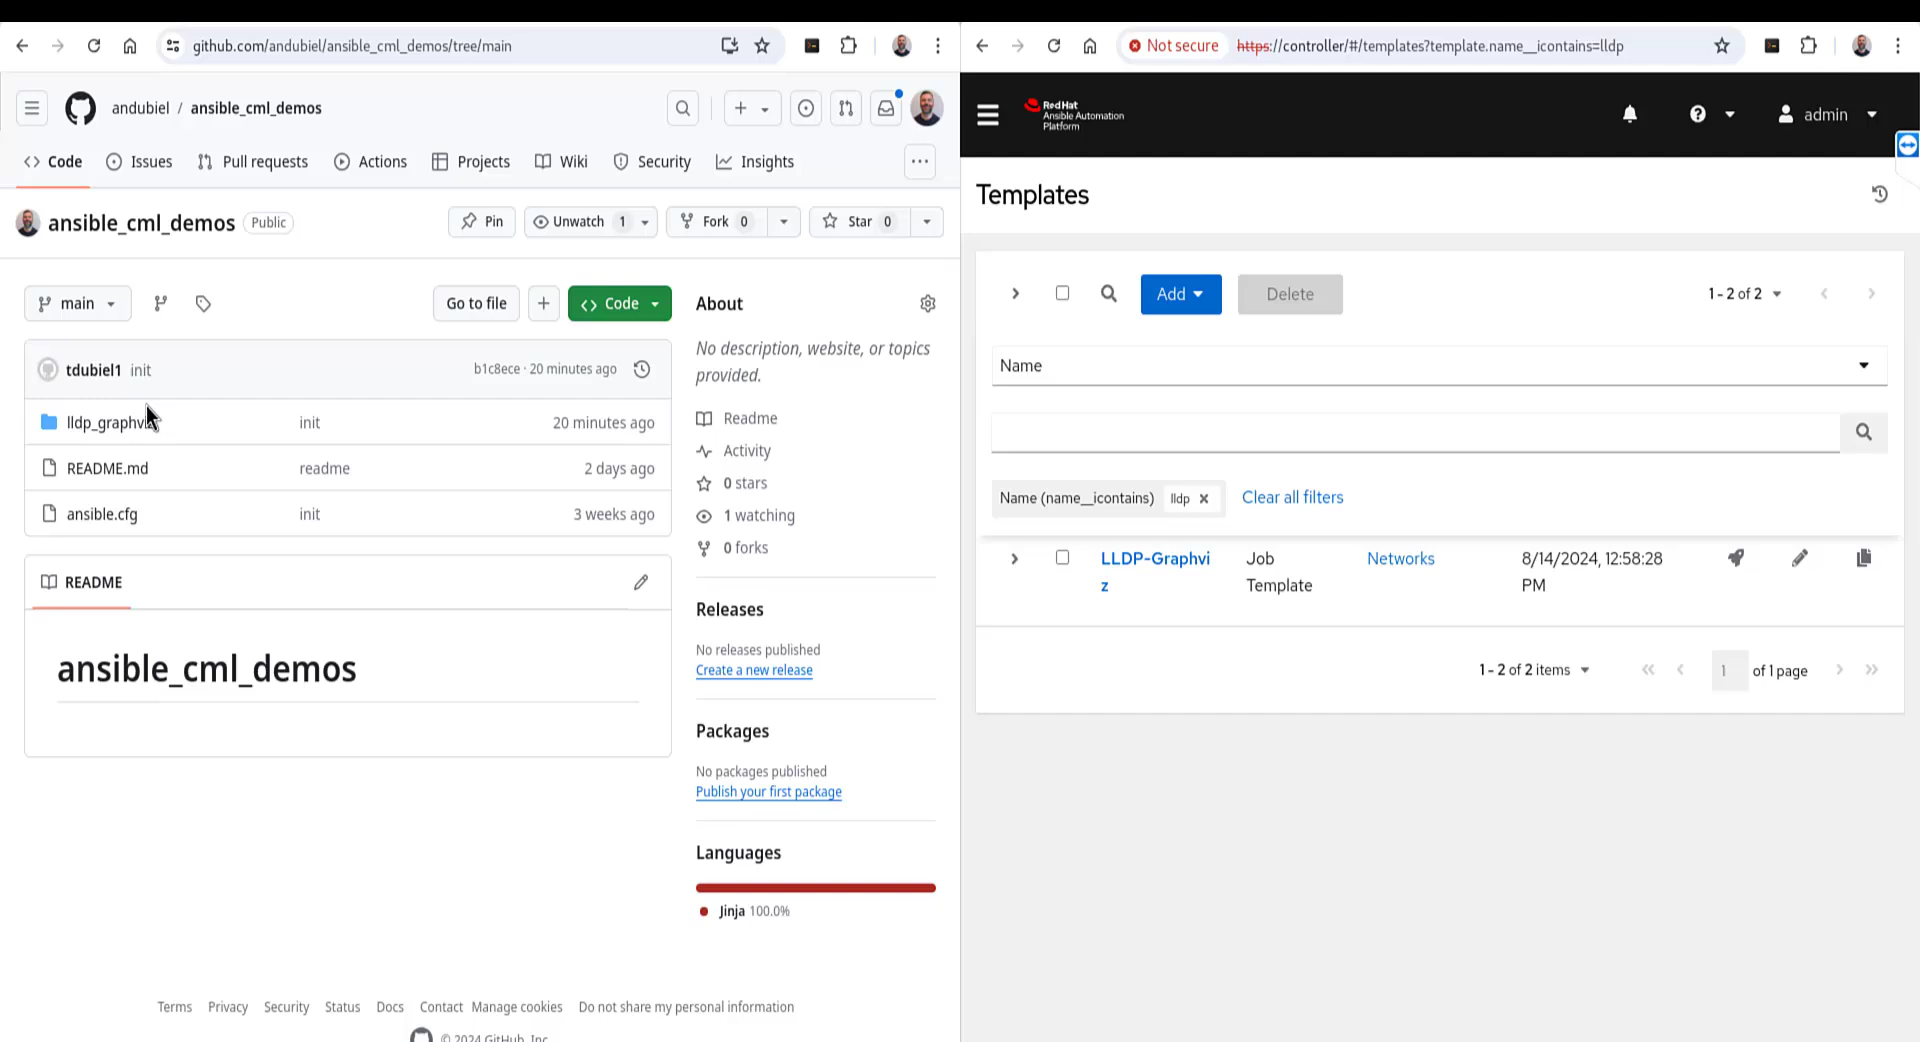 github.com/andubiel/ansible_cml_demos/tree/main
andubiel / ansible_cml_demos
Code Issues Pull requests Actions Projects Wiki Security Insights
ansible_cml_demos Public Pin Unwatch 1 Fork 0 Star 0
main Go to file + Code
tdubiel1 init b1c8ece · 20 minutes ago
init 20 minutes ago
README.md readme 2 days ago
ansible.cfg init 3 weeks ago
README
ansible_cml_demos
About
No description, website, or topics
provided.
Readme
Activity
0 stars
1 watching
0 forks
Releases
No releases published
Create a new release
Packages
No packages published
Publish your first package
Languages
Jinja 100.0%
Terms Privacy Security Status Docs Contact Manage cookies Do not share my personal information
© 2024 GitHub, Inc.
Not secure https://controller/#/templates?template.name__icontains=lldp
Red Hat
Ansible Automation
Platform
admin
Templates
Add Delete 1 - 2 of 2
Name
Name (name__icontains) lldp Clear all filters
LLDP-Graphvi Job Networks 8/14/2024, 12:58:28
z Template PM
1 - 2 of 2 items 1 of 1 page